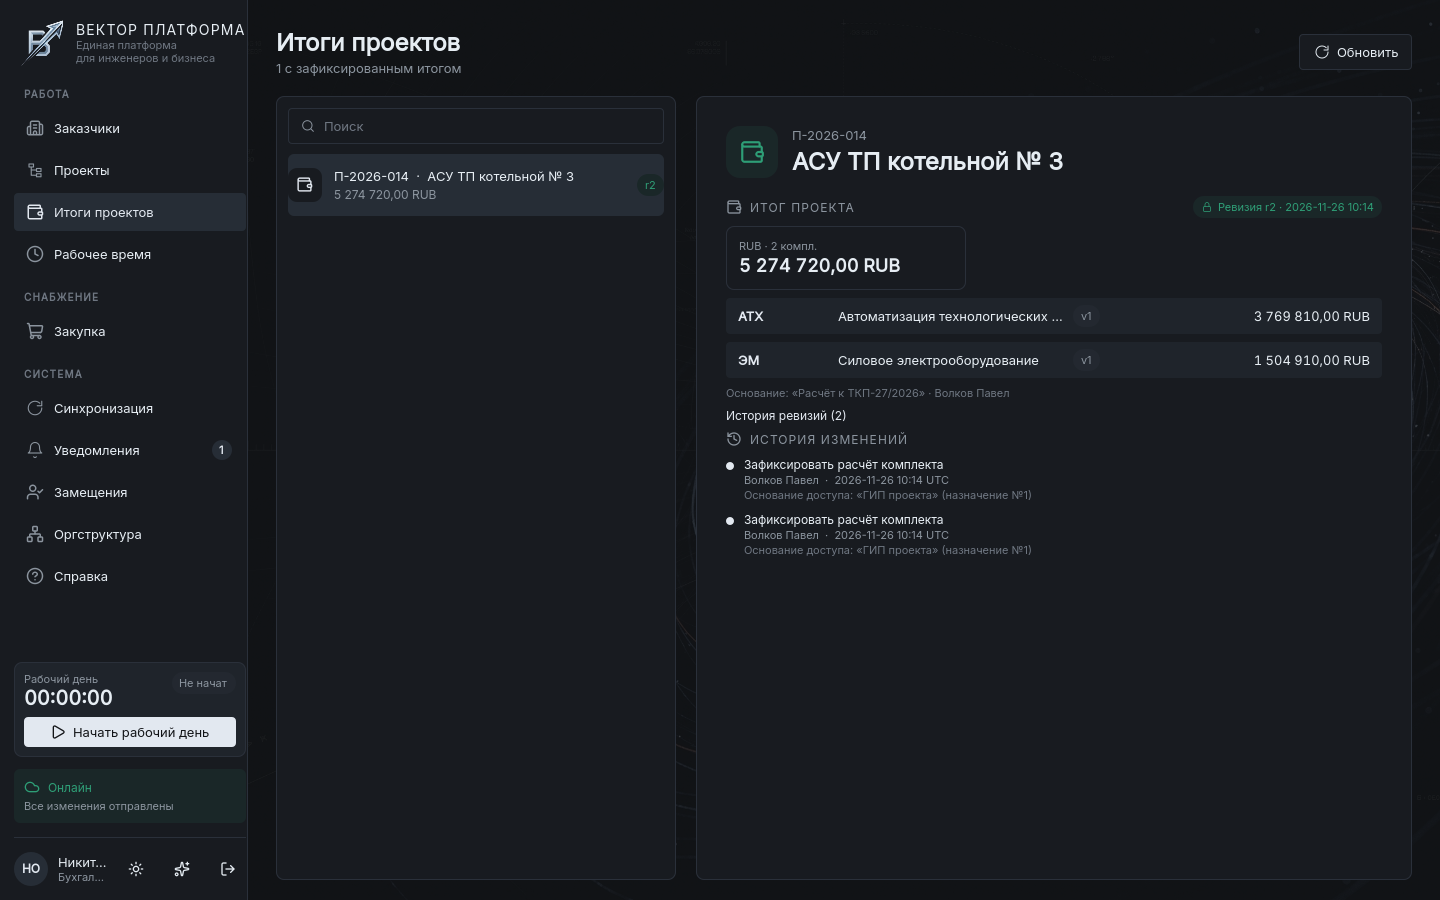 ВЕКТОР ПЛАТФОРМА
Единая платформа
для инженеров и бизнеса
РАБОТА
Заказчики
Проекты
Итоги проектов
Рабочее время
СНАБЖЕНИЕ
Закупка
СИСТЕМА
Синхронизация
Уведомления 1
Замещения
Оргструктура
Справка
Рабочий день
Не начат
00:00:00
Начать рабочий день
Онлайн
Все изменения отправлены
НО
Никит...
Бухгал...
Итоги проектов
1 с зафиксированным итогом
Обновить
Поиск
П-2026-014 · АСУ ТП котельной № 3
5 274 720,00 RUB
r2
П-2026-014
АСУ ТП котельной № 3
ИТОГ ПРОЕКТА
Ревизия r2 · 2026-11-26 10:14
RUB · 2 компл.
5 274 720,00 RUB
АТХ Автоматизация технологических ... v1 3 769 810,00 RUB
ЭМ Силовое электрооборудование v1 1 504 910,00 RUB
Основание: «Расчёт к ТКП-27/2026» · Волков Павел
История ревизий (2)
ИСТОРИЯ ИЗМЕНЕНИЙ
Зафиксировать расчёт комплекта
Волков Павел · 2026-11-26 10:14 UTC
Основание доступа: «ГИП проекта» (назначение №1)
Зафиксировать расчёт комплекта
Волков Павел · 2026-11-26 10:14 UTC
Основание доступа: «ГИП проекта» (назначение №1)